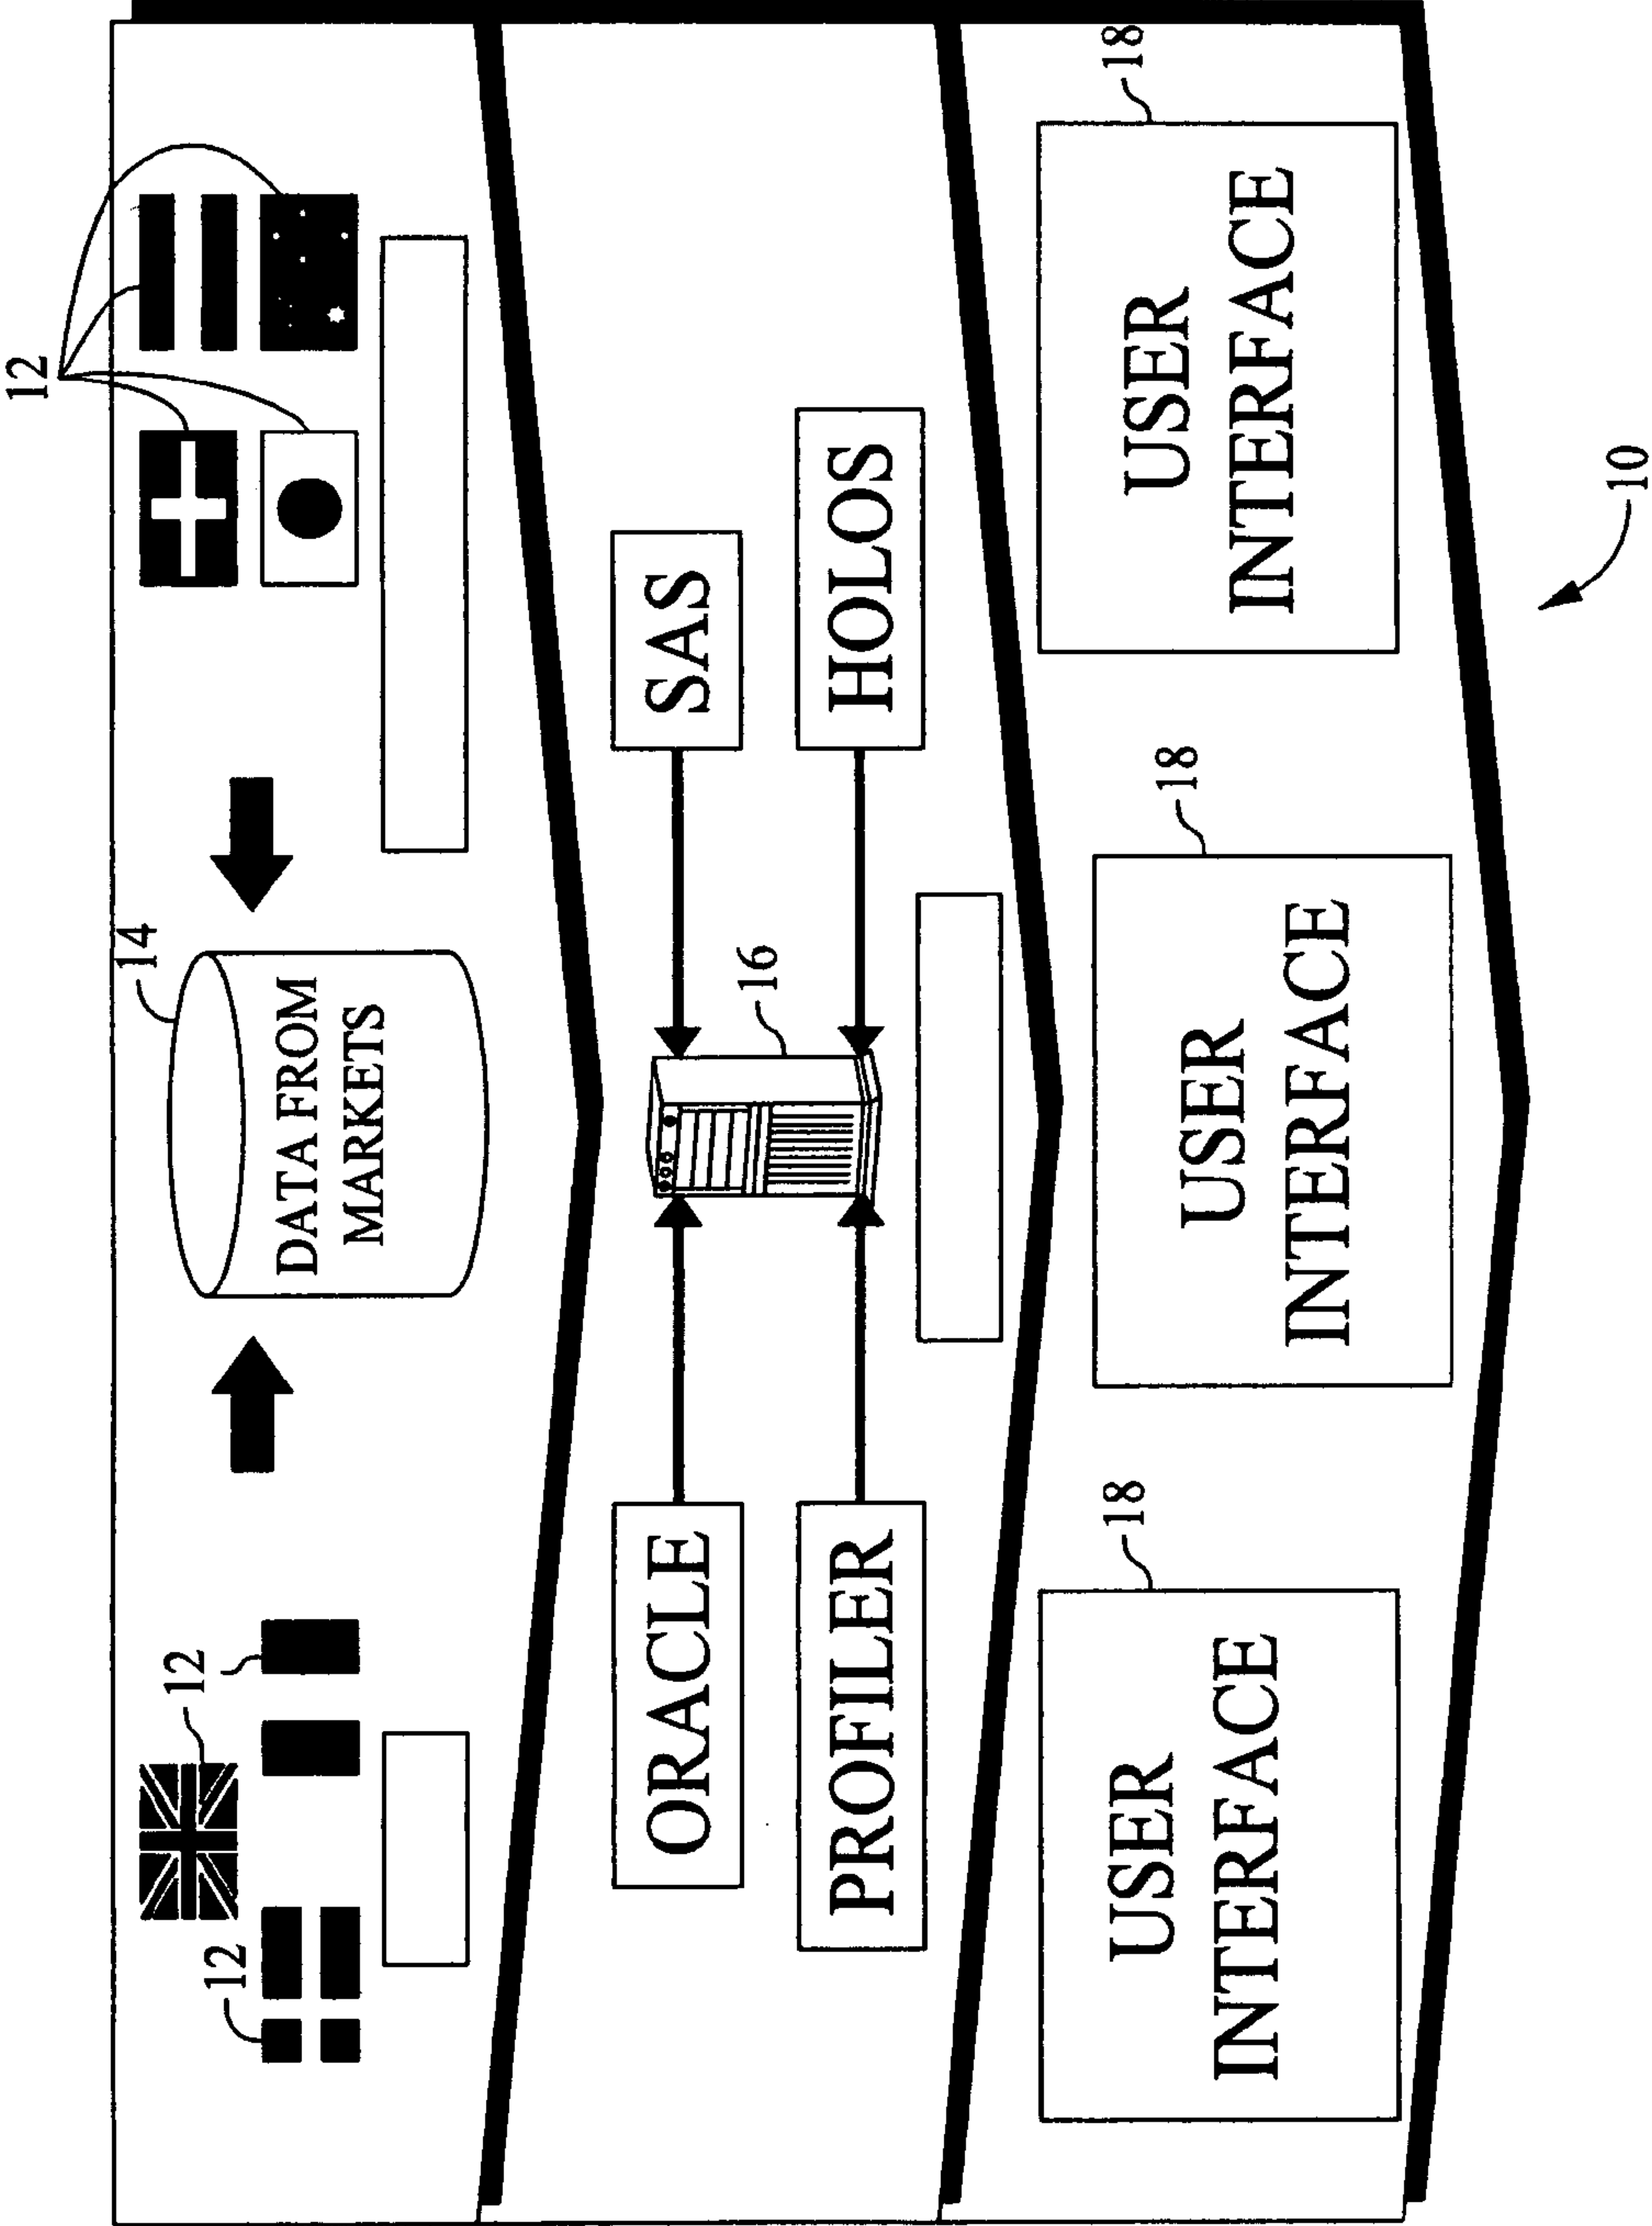 12
14
12
12
DATA FROM
MARKETS
ORACLE
SAS
16
PROFILER
HOLOS
18
USER
INTERFACE
18
USER
INTERFACE
18
USER
INTERFACE
10